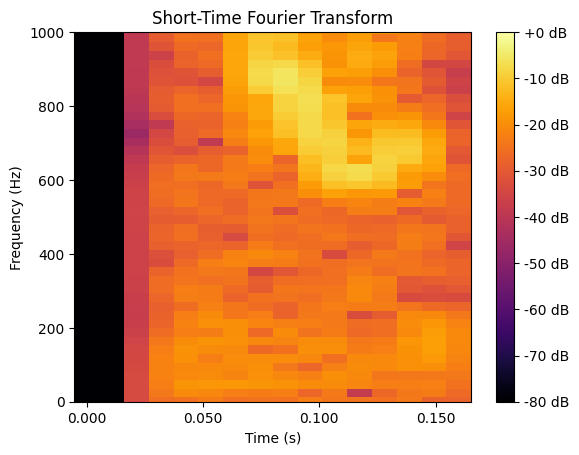 Short-Time Fourier Transform
1000
800
600
400
200
0
Frequency (Hz)
0.000
0.050
0.100
0.150
Time (s)
+0 dB
-10 dB
-20 dB
-30 dB
-40 dB
-50 dB
-60 dB
-70 dB
-80 dB